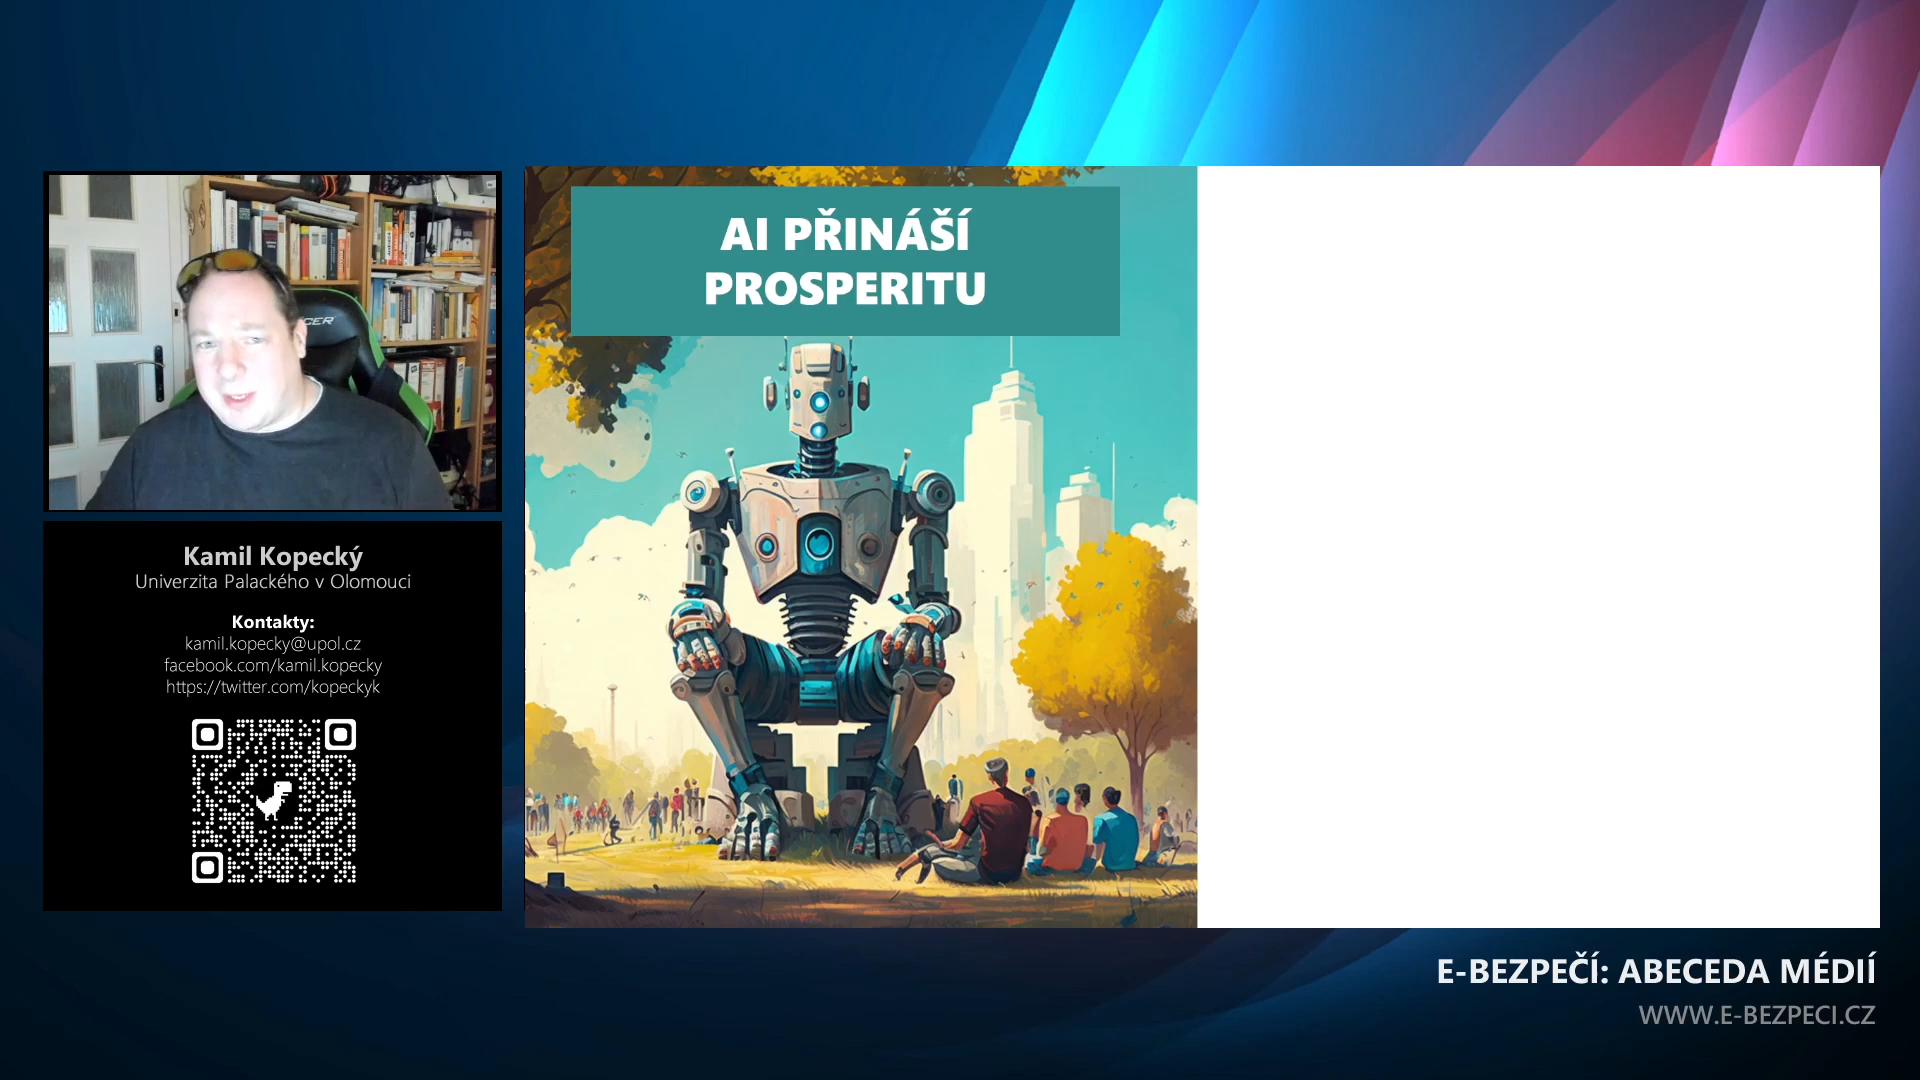 AI PŘINÁŠÍ
PROSPERITU
Kamil Kopecký
Univerzita Palackého v Olomouci
Kontakty:
kamil.kopecky@upol.cz
facebook.com/kamil.kopecky
https://twitter.com/kopeckyk
E-BEZPEČÍ: ABECEDA MÉDIÍ
WWW.E-BEZPECI.CZ